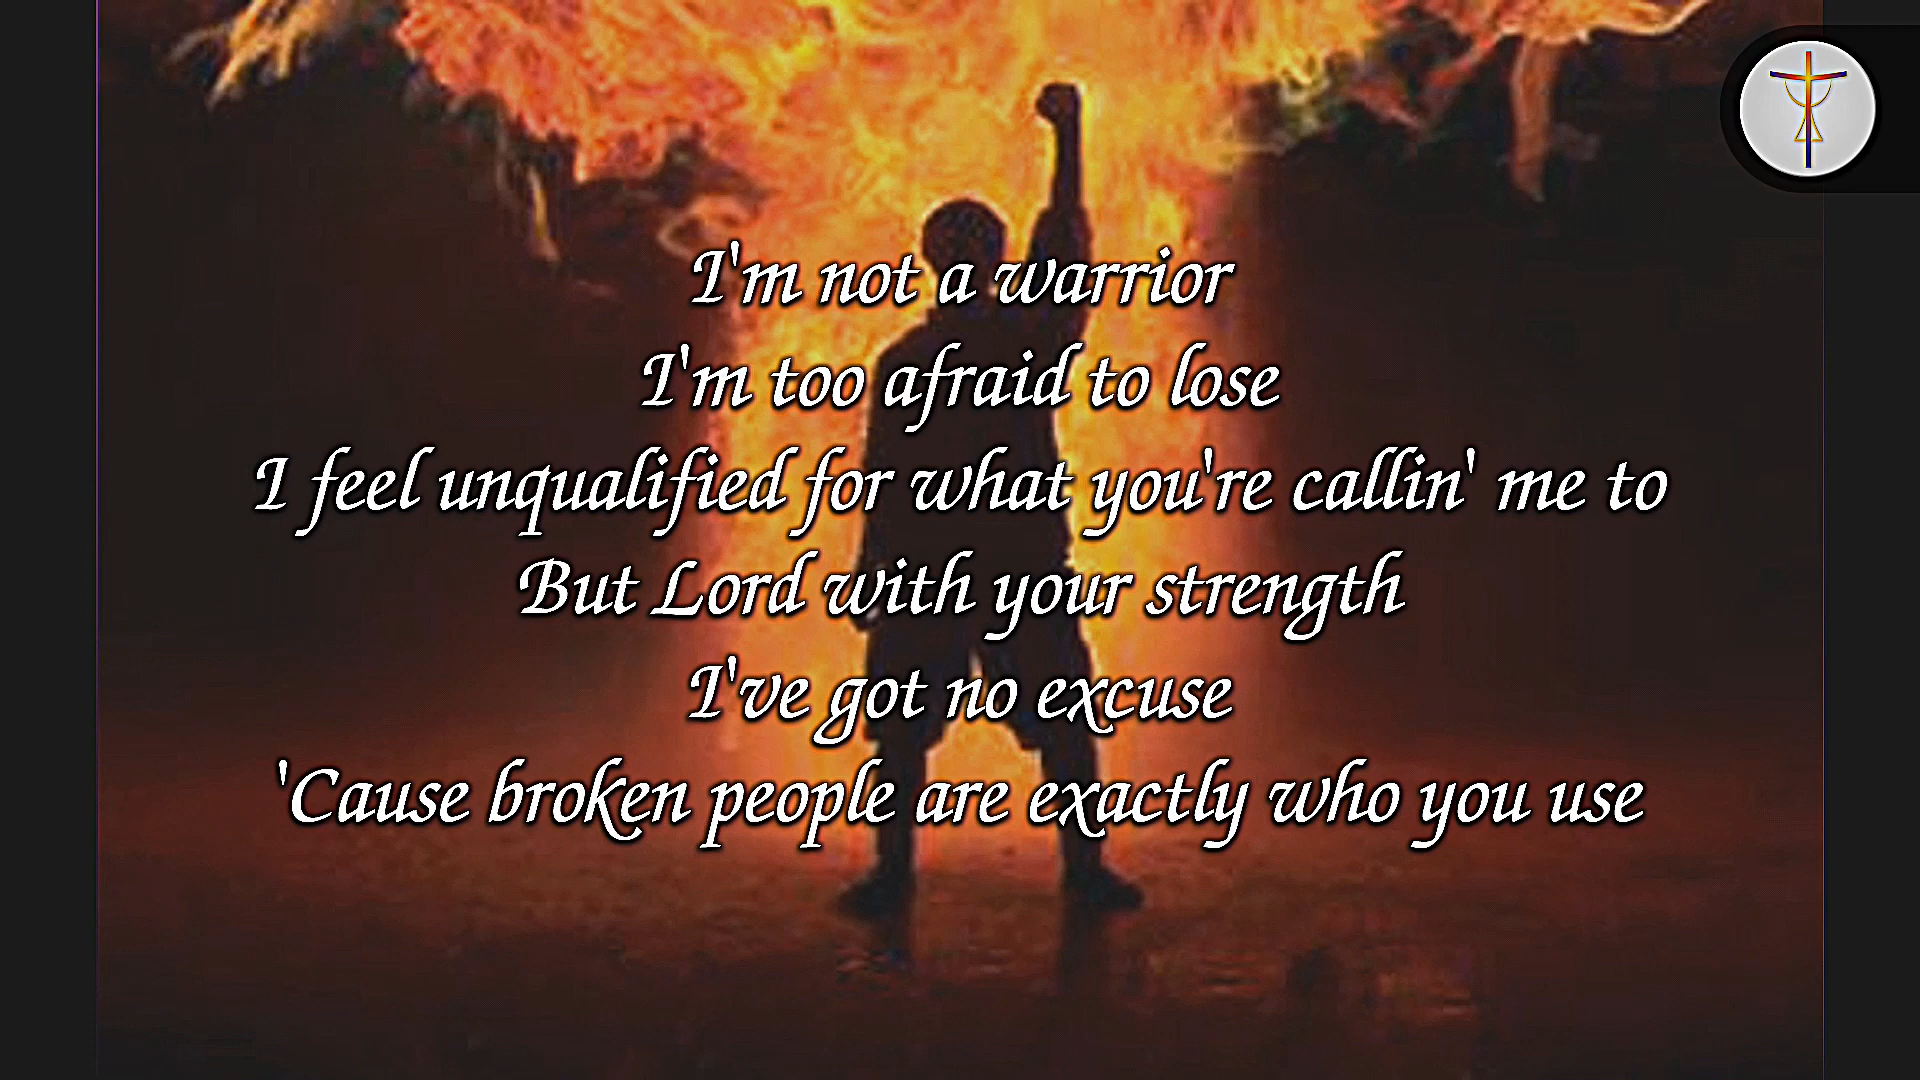 I'm not a warrior
I'm too afraid to lose
I feel unqualified for what you're callin' me to
But Lord with your strength
I've got no excuse
'Cause broken people are exactly who you use